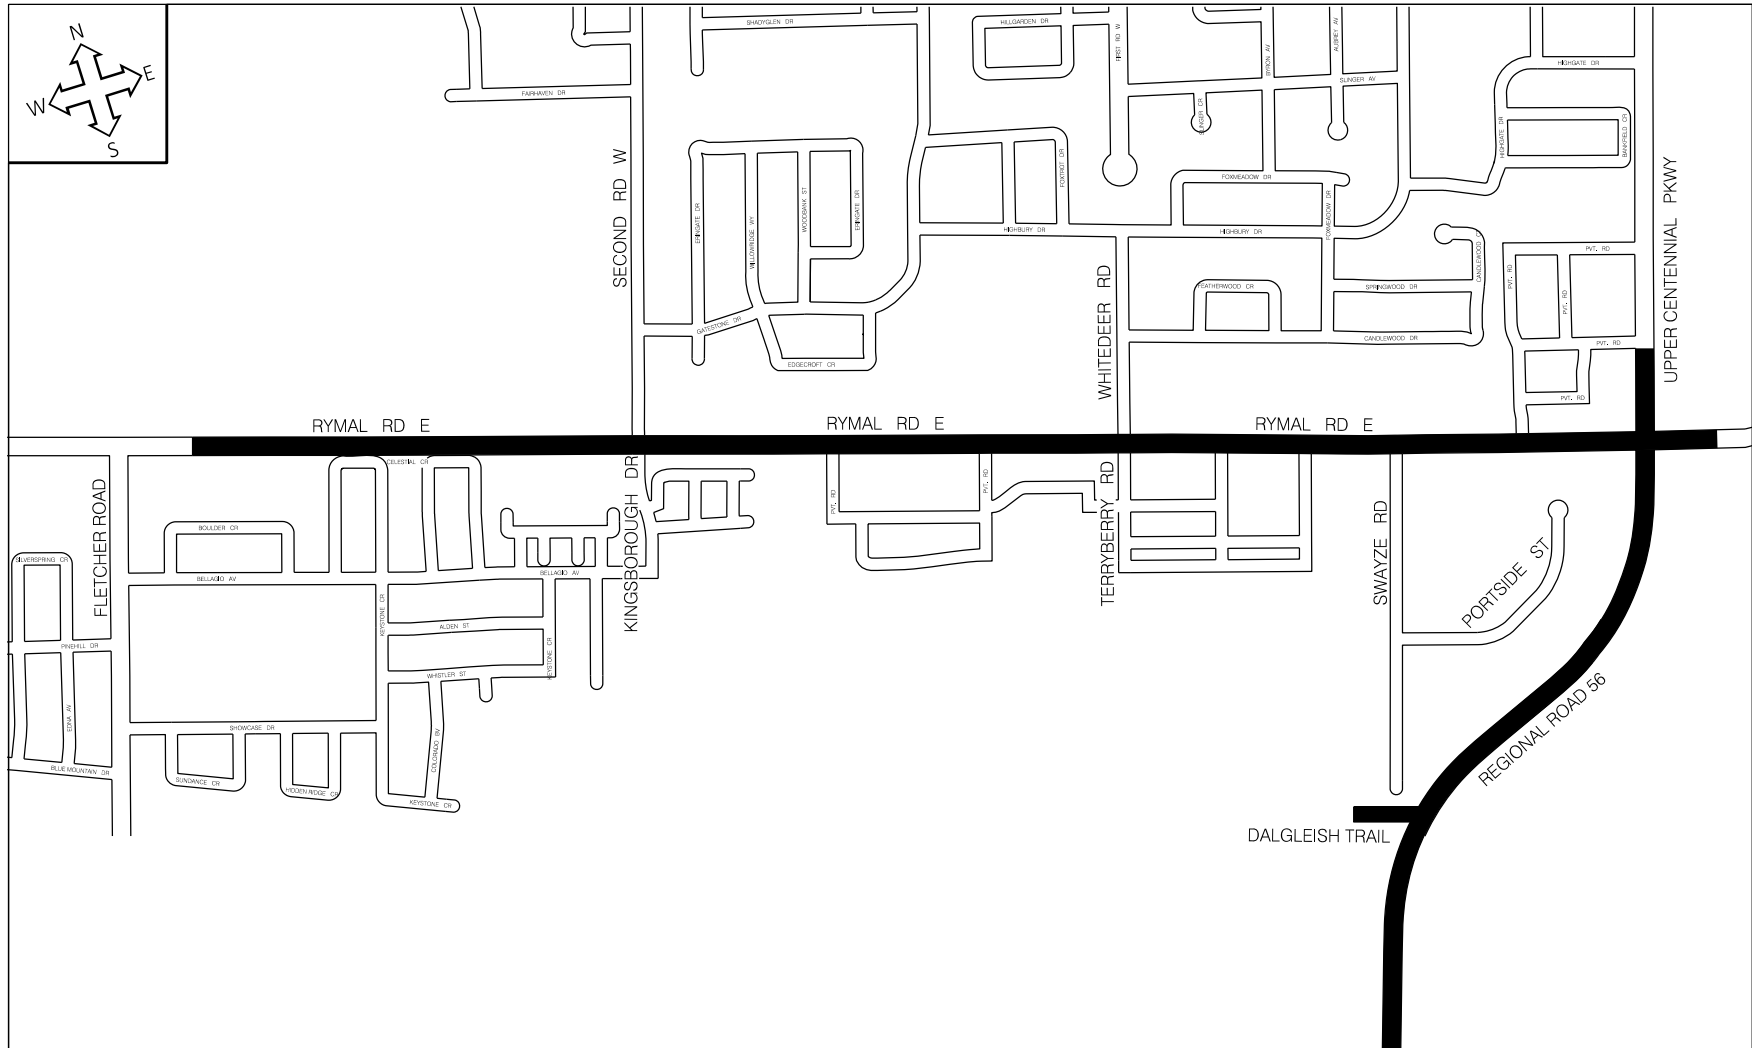 N
E
W
S
SHADYGLEN DR
HILLGARDEN DR
FIRST RD W
BYRON AV
AUBREY AV
HIGHGATE DR
SLINGER AV
FAIRHAVEN DR
SLINGER CR
HIGHGATE DR
BANKFIELD CR
SECOND RD W
ERINGATE DR
WILLOWRIDGE WY
WOODBANK ST
ERINGATE DR
FOXTROT DR
FOXMEADOW DR
FOXMEADOW DR
HIGHBURY DR
HIGHBURY DR
UPPER CENTENNIAL PKWY
CANDLEWOOD CT
PVT. RD
PVT. RD
PVT. RD
WHITEDEER RD
FEATHERWOOD CR
SPRINGWOOD DR
GATESTONE DR
CANDLEWOOD DR
PVT. RD
EDGECROFT CR
PVT. RD
RYMAL RD E
RYMAL RD E
RYMAL RD E
CELESTIAL CR
KINGSBOROUGH DR
PVT. RD
PVT. RD
TERRYBERRY RD
SWAYZE RD
FLETCHER ROAD
BOULDER CR
SILVERSPRING CR
BELLAGIO AV
BELLAGIO AV
PORTSIDE ST
KEYSTONE CR
ALDEN ST
PINEHILL DR
KEYSTONE CR
WHISTLER ST
EDNA AV
SHOWCASE DR
COLORADO BV
REGIONAL ROAD 56
BLUE MOUNTAIN DR
SUNDANCE CR
HIDDEN RIDGE CR
KEYSTONE CR
DALGLEISH TRAIL